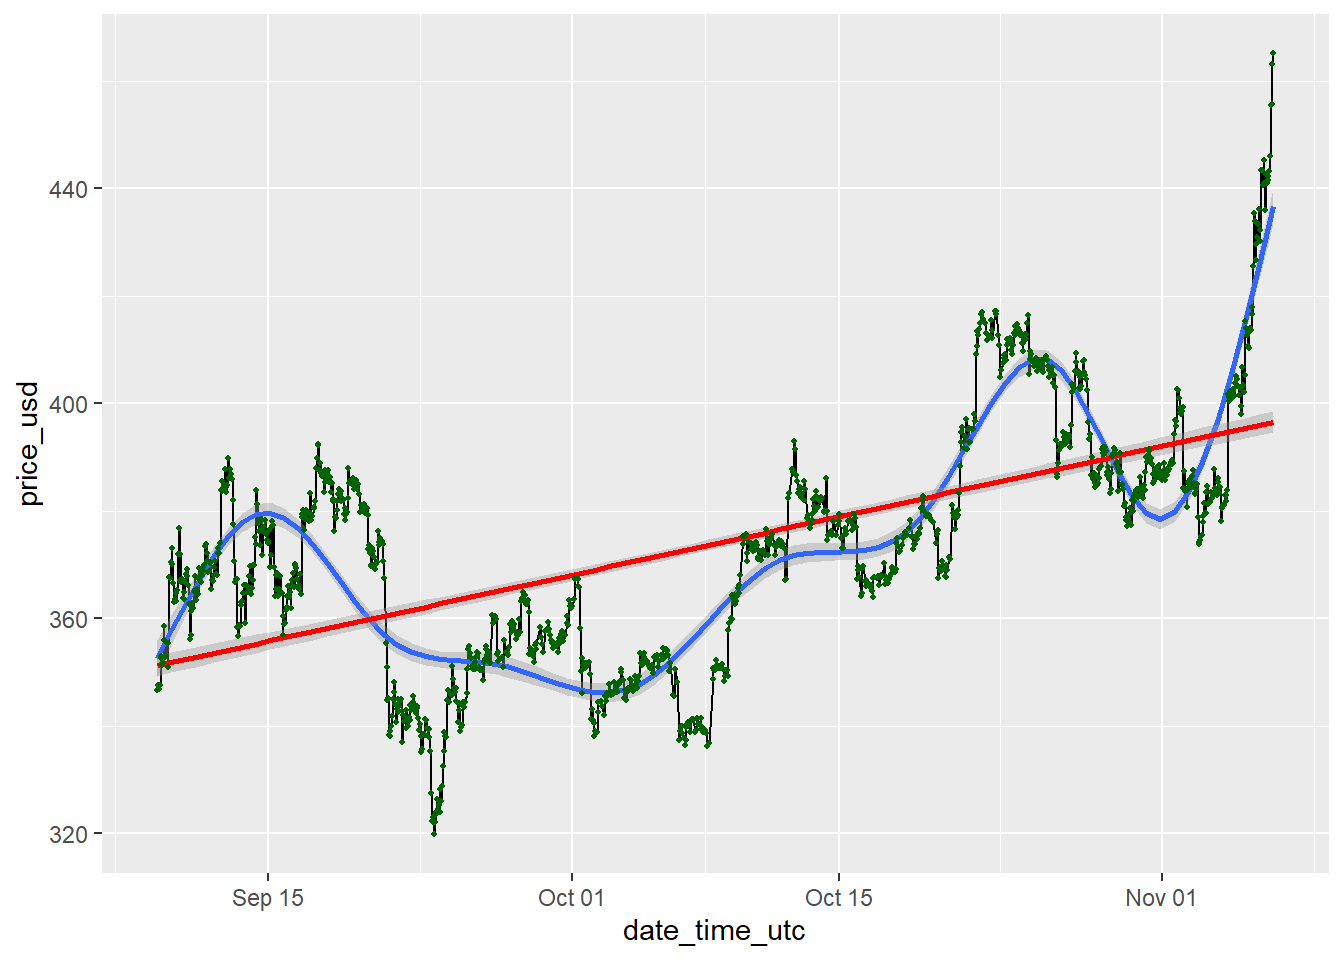 price_usd
440
400
360
320
Sep 15
Oct 01
Oct 15
Nov 01
date_time_utc